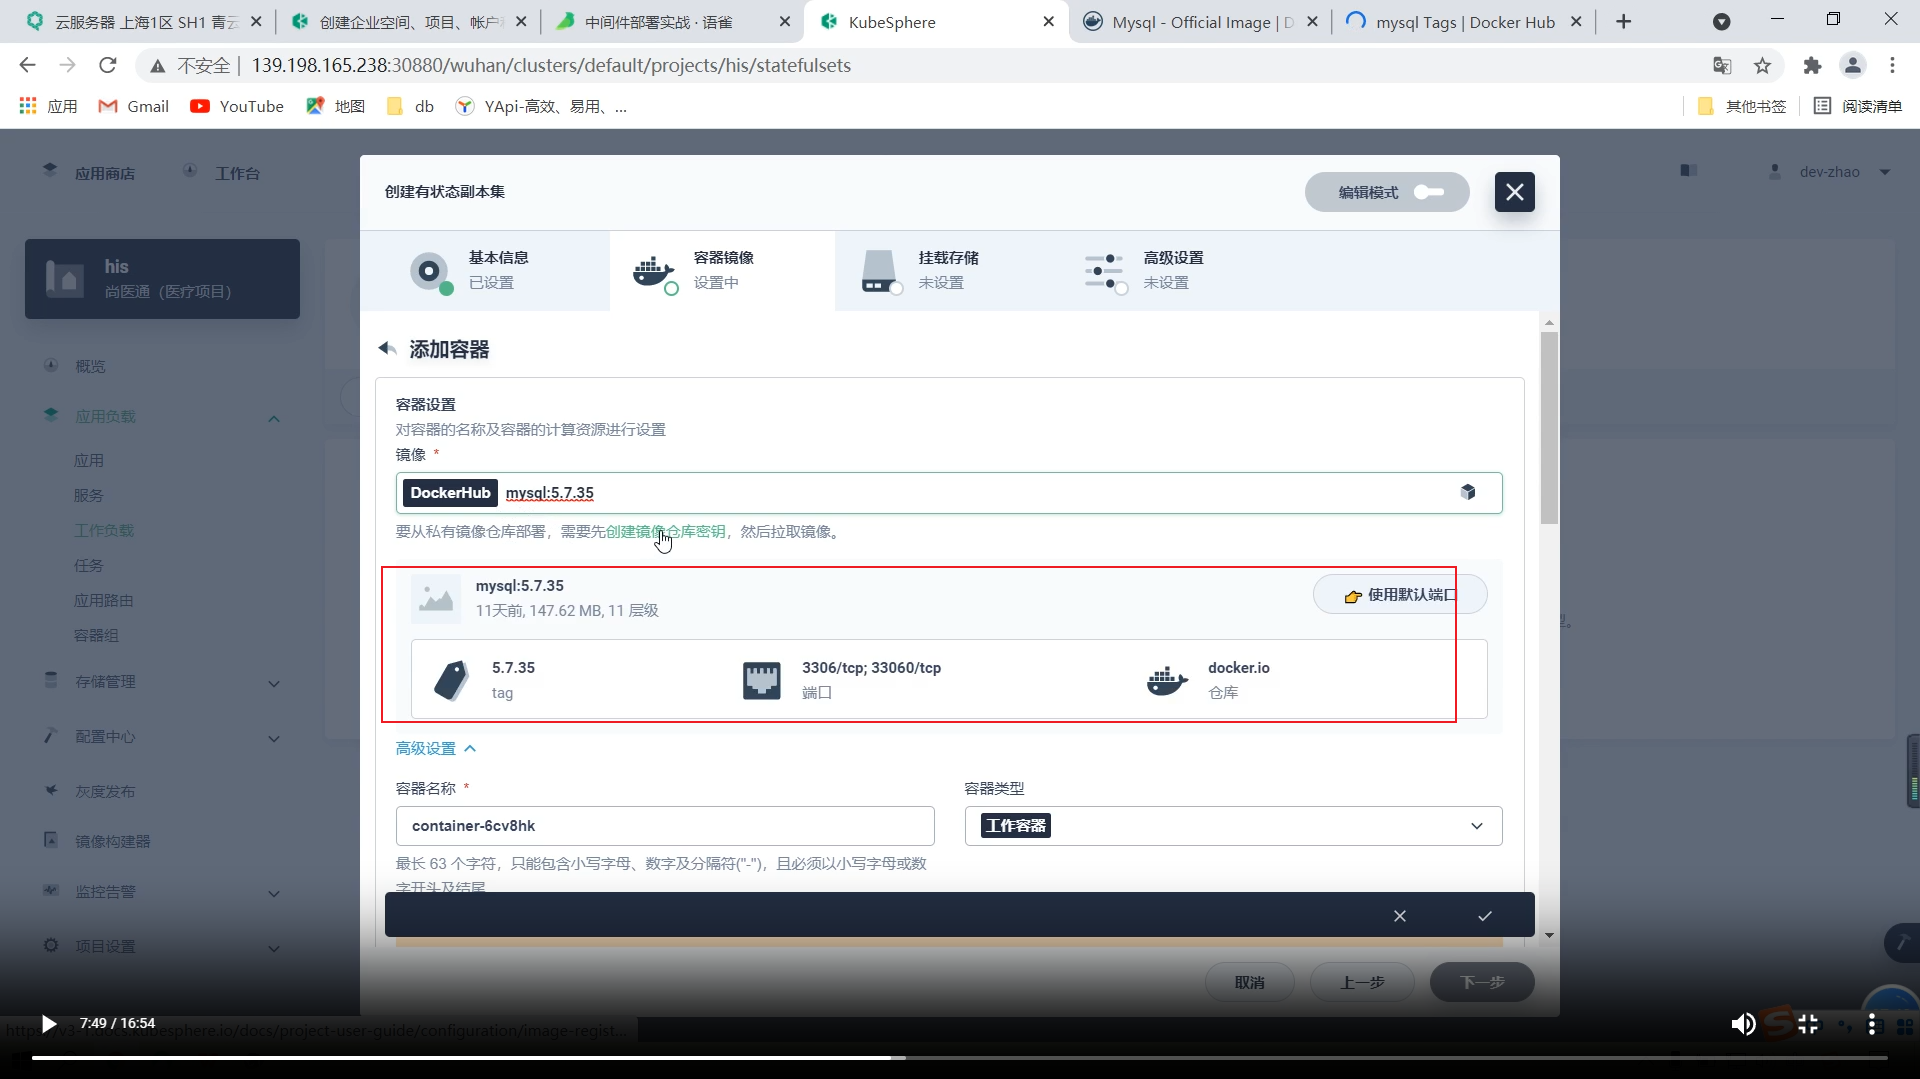 云服务器 上海1区 SH1 青云
创建企业空间、项目、帐户
中间件部署实战 · 语雀
KubeSphere
Mysql - Official Image | D
mysql Tags | Docker Hub
不安全 139.198.165.238:30880/wuhan/clusters/default/projects/his/statefulsets
应用 Gmail YouTube 地图 db YApi-高效、易用、... 其他书签 阅读清单
应用商店 工作台 dev-zhao
创建有状态副本集 编辑模式
his
尚医通（医疗项目）
基本信息 容器镜像 挂载存储 高级设置
已设置 设置中 未设置 未设置
添加容器
概览
应用负载
应用
服务
工作负载
任务
应用路由
容器组
存储管理
配置中心
灰度发布
镜像构建器
监控告警
项目设置
容器设置
对容器的名称及容器的计算资源进行设置
镜像 *
DockerHub mysql:5.7.35
要从私有镜像仓库部署，需要先创建镜像仓库密钥，然后拉取镜像。
mysql:5.7.35
11天前, 147.62 MB, 11 层级
使用默认端口
5.7.35 3306/tcp; 33060/tcp docker.io
tag 端口 仓库
高级设置
容器名称 * 容器类型
container-6cv8hk 工作容器
最长 63 个字符，只能包含小写字母、数字及分隔符("-")，且必须以小写字母或数
字开头及结尾
取消 上一步 下一步
7:49 / 16:54